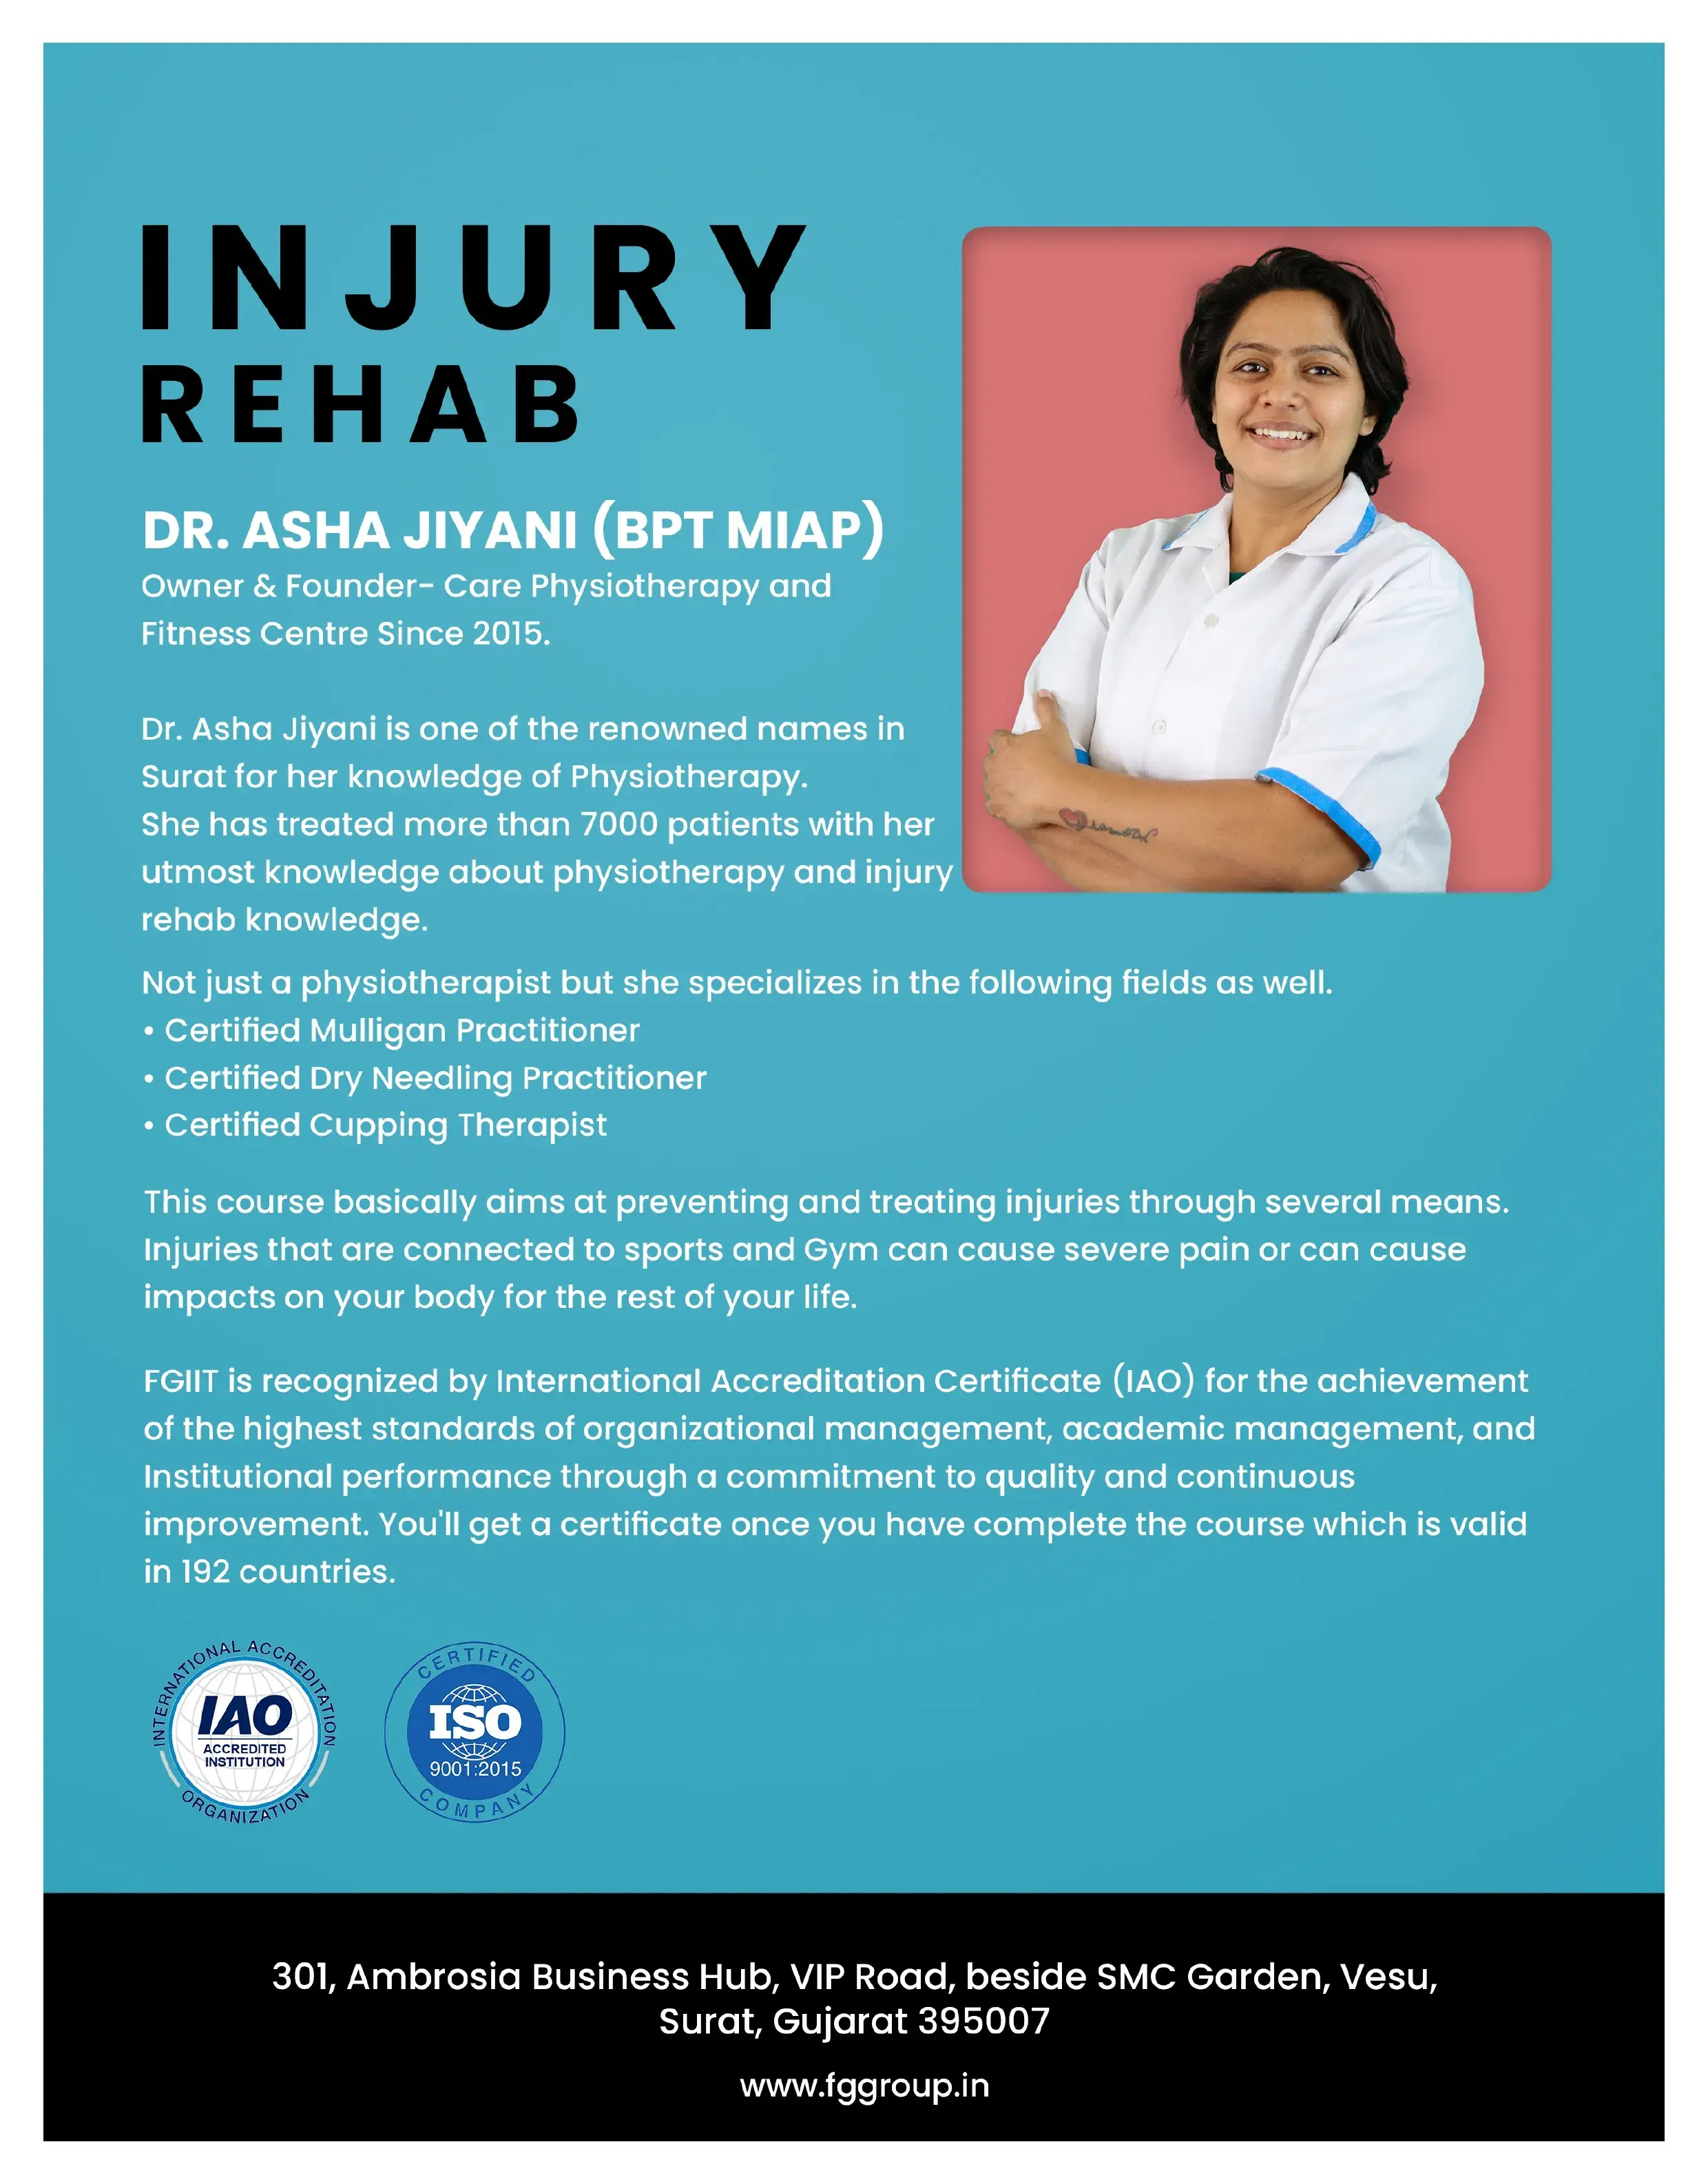 INJURY
REHAB
DR. ASHA JIYANI (BPT MIAP)
Owner & Founder- Care Physiotherapy and
Fitness Centre Since 2015.
Dr. Asha Jiyani is one of the renowned names in
Surat for her knowledge of Physiotherapy.
She has treated more than 7000 patients with her
utmost knowledge about physiotherapy and injury
rehab knowledge.
Not just a physiotherapist but she specializes in the following fields as well.
• Certified Mulligan Practitioner
• Certified Dry Needling Practitioner
• Certified Cupping Therapist
This course basically aims at preventing and treating injuries through several means.
Injuries that are connected to sports and Gym can cause severe pain or can cause
impacts on your body for the rest of your life.
FGIIT is recognized by International Accreditation Certificate (IAO) for the achievement
of the highest standards of organizational management, academic management, and
Institutional performance through a commitment to quality and continuous
improvement. You'll get a certificate once you have complete the course which is valid
in 192 countries.
INTERNATIONAL ACCREDITATION
IAO
ACCREDITED
INSTITUTION
ORGANIZATION
CERTIFIED
ISO
9001:2015
COMPANY
301, Ambrosia Business Hub, VIP Road, beside SMC Garden, Vesu,
Surat, Gujarat 395007
www.fggroup.in